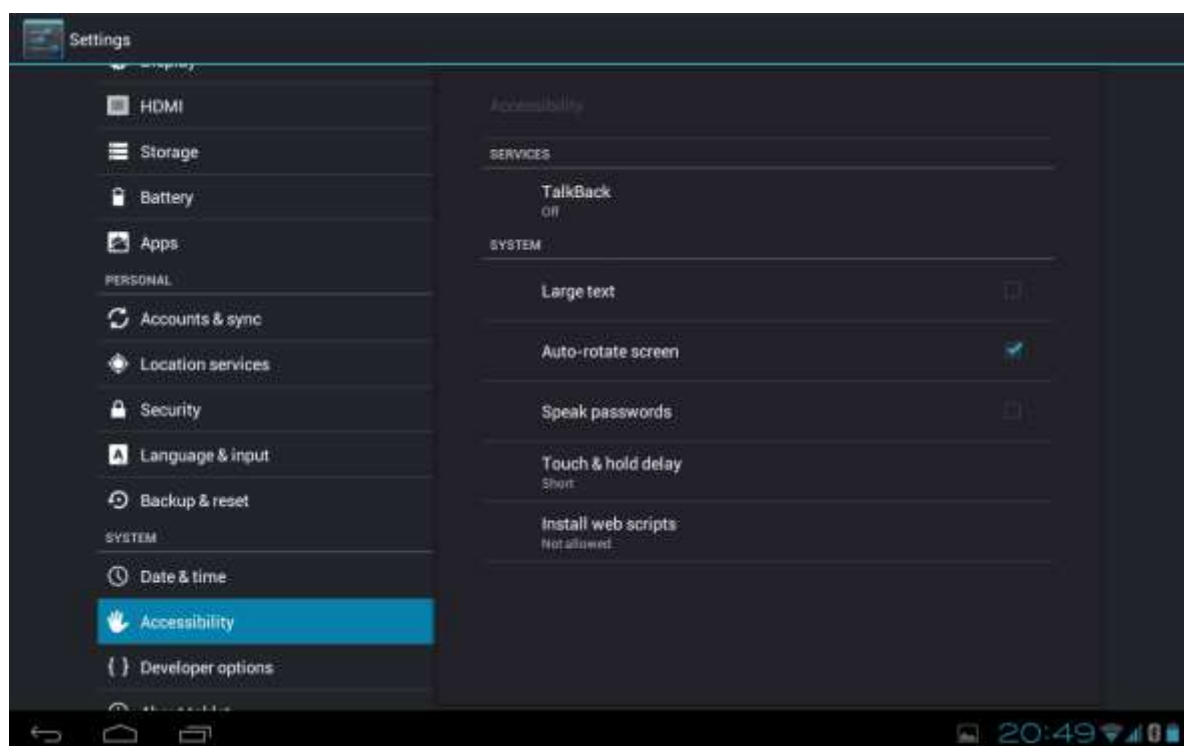 Settings
Display
HDMI
Storage
Battery
Apps
PERSONAL
Accounts & sync
Location services
Security
Language & input
Backup & reset
SYSTEM
Date & time
Accessibility
{ } Developer options
Accessibility
SERVICES
TalkBack
Off
SYSTEM
Large text
Auto-rotate screen
Speak passwords
Touch & hold delay
Short
Install web scripts
Not allowed
20:49